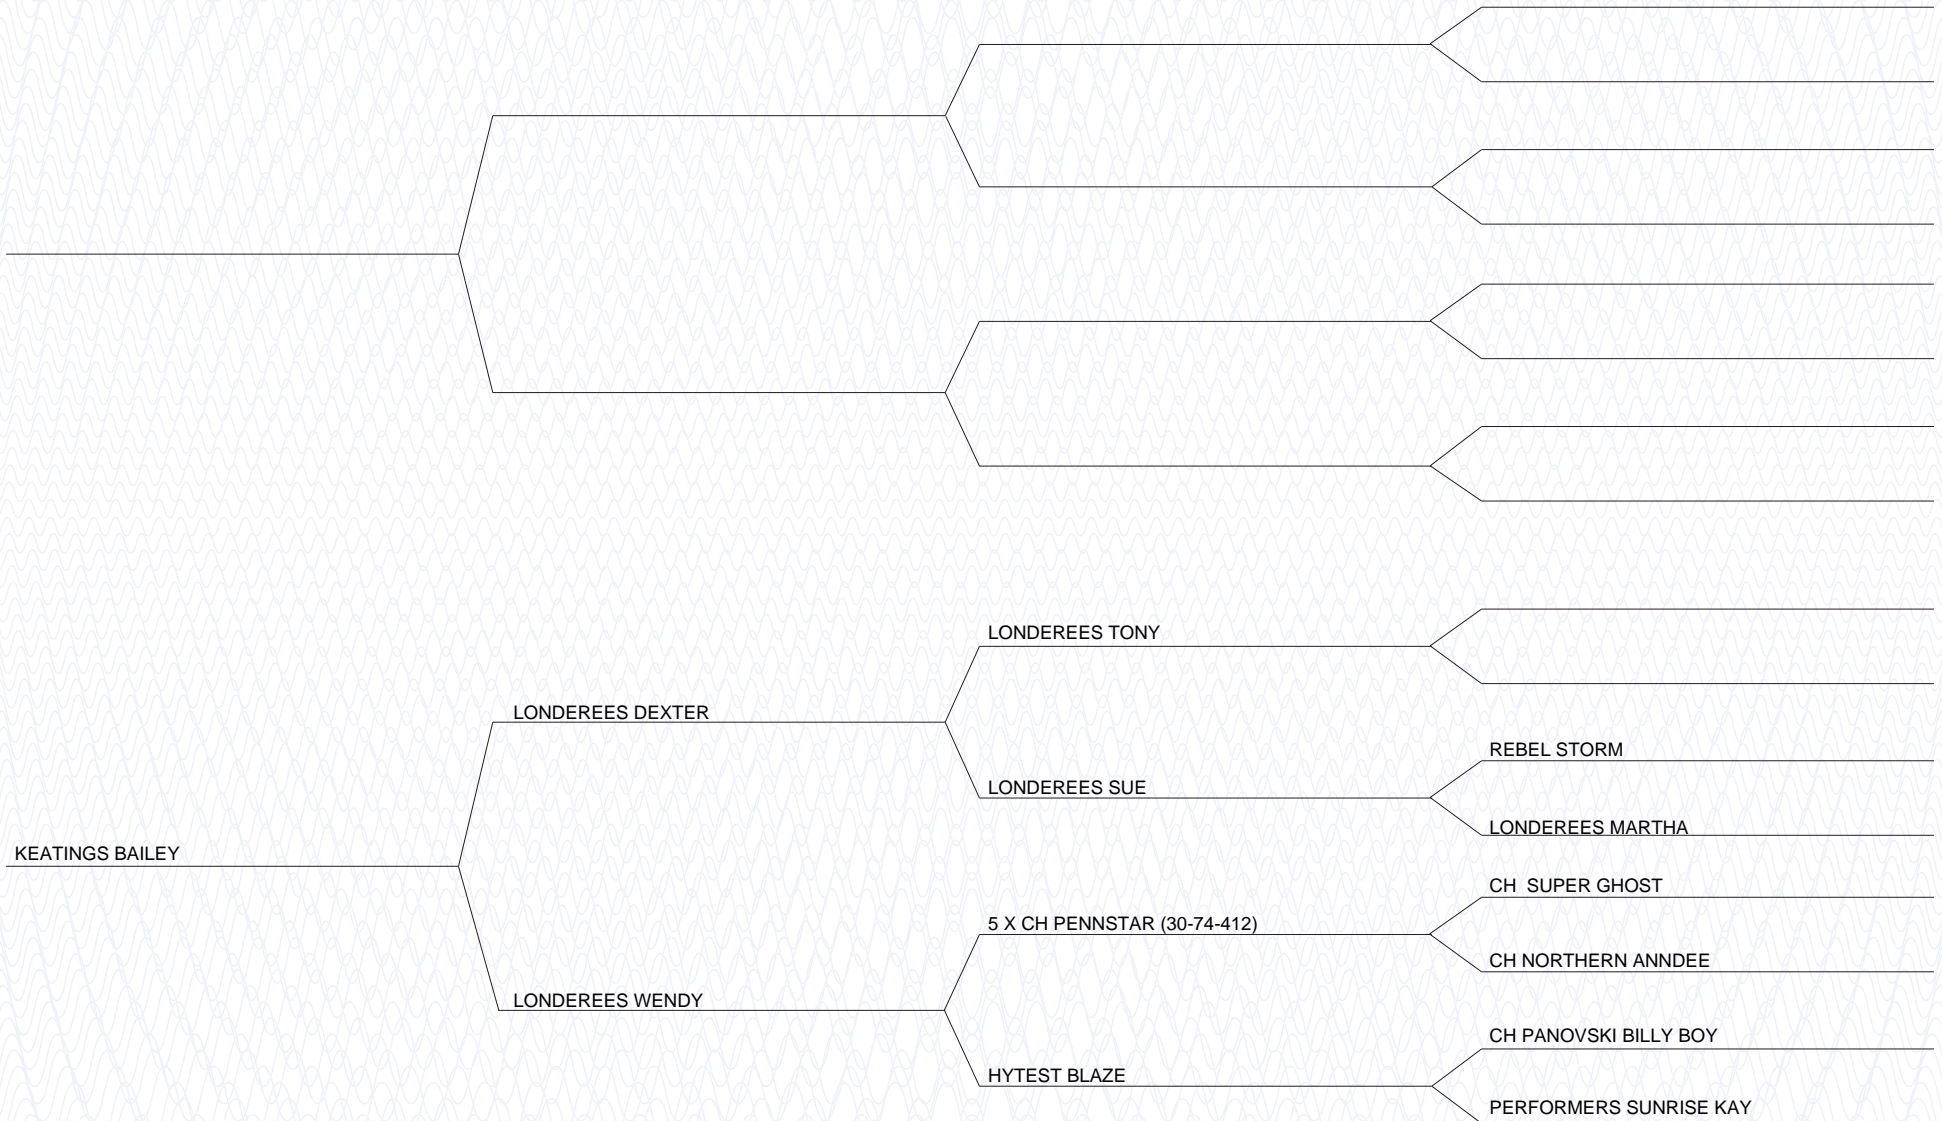 LONDEREES TONY
LONDEREES DEXTER
REBEL STORM
LONDEREES SUE
LONDEREES MARTHA
KEATINGS BAILEY
CH  SUPER GHOST
5 X CH PENNSTAR (30-74-412)
CH NORTHERN ANNDEE
LONDEREES WENDY
CH PANOVSKI BILLY BOY
HYTEST BLAZE
PERFORMERS SUNRISE KAY